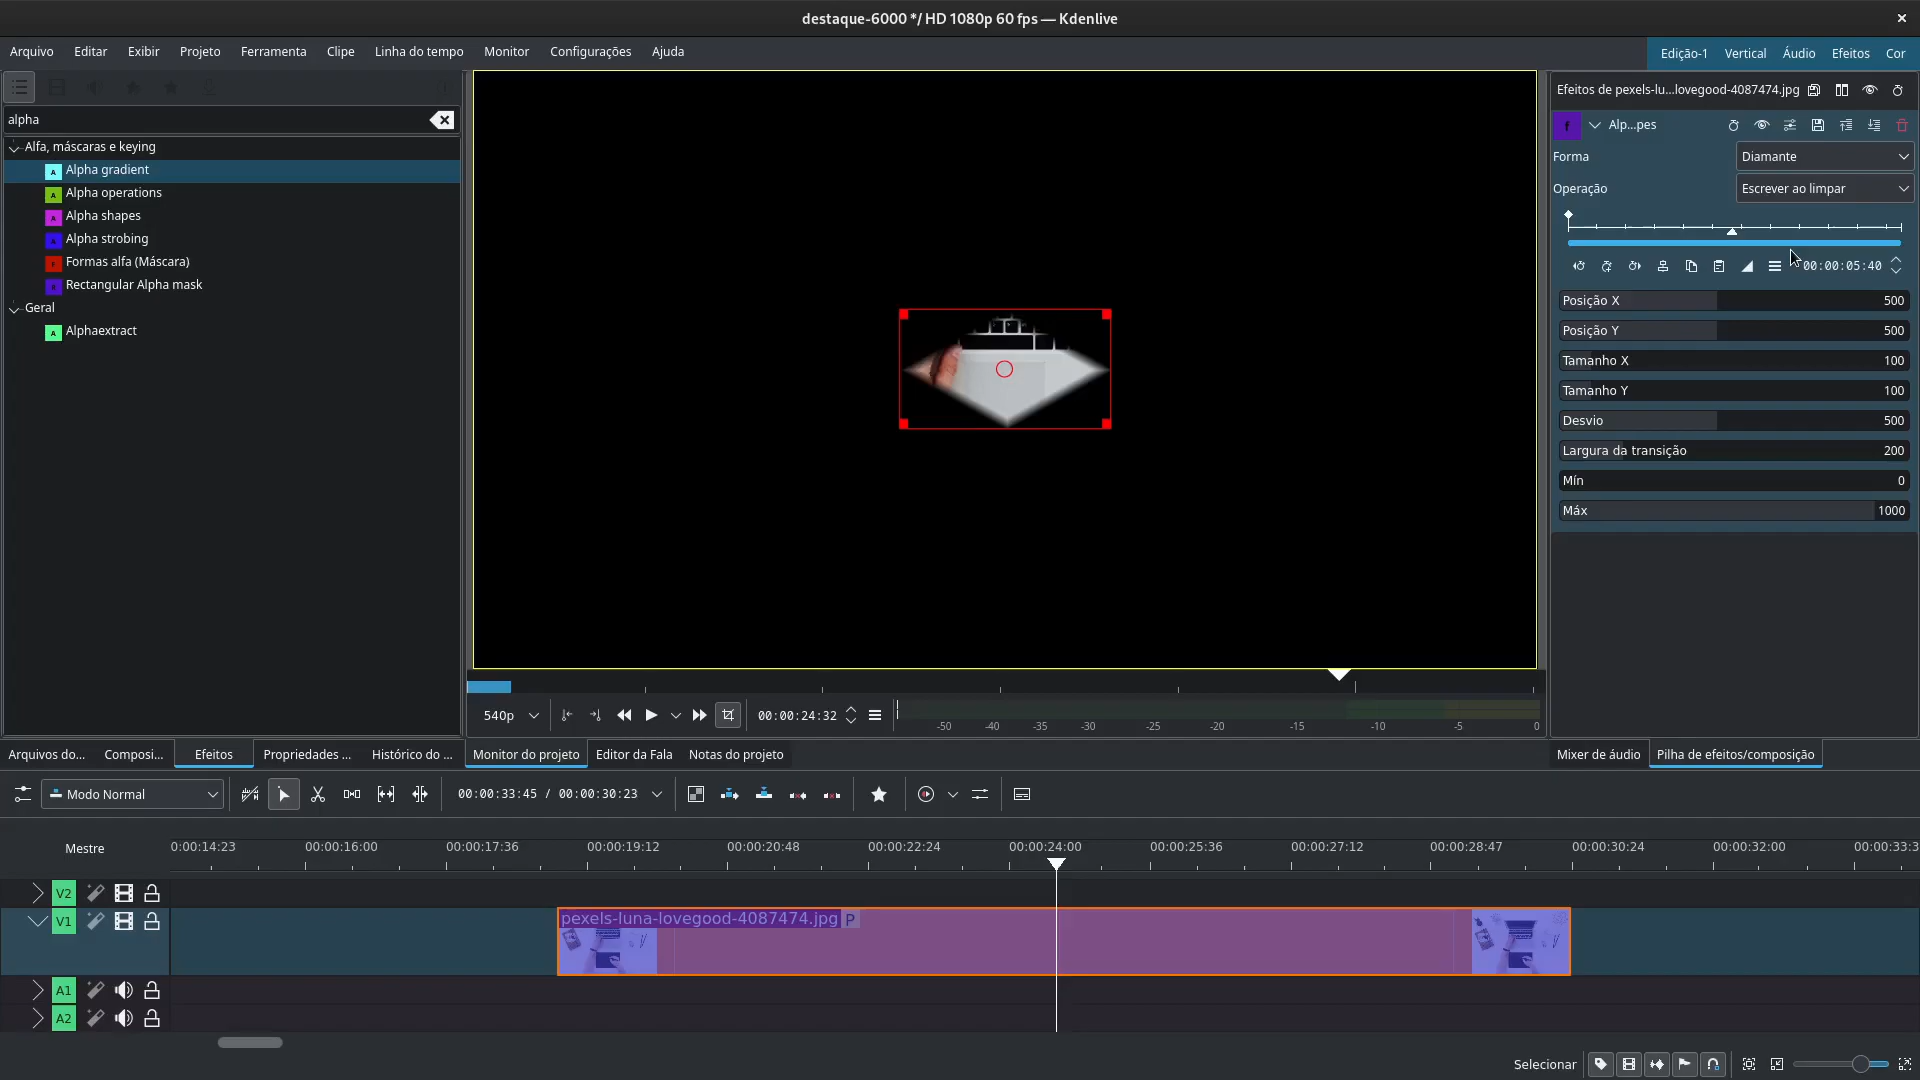 destaque-6000 */ HD 1080p 60 fps — Kdenlive
Arquivo Editar Exibir Projeto Ferramenta Clipe Linha do tempo Monitor Configurações Ajuda
Edição-1 Vertical Áudio Efeitos Cor
alpha
Alfa, máscaras e keying
Alpha gradient
Alpha operations
Alpha shapes
Alpha strobing
Formas alfa (Máscara)
Rectangular Alpha mask
Geral
Alphaextract
Efeitos de pexels-lu...lovegood-4087474.jpg
Alp...pes
Forma Diamante
Operação Escrever ao limpar
00:00:05:40
Posição X 500
Posição Y 500
Tamanho X 100
Tamanho Y 100
Desvio 500
Largura da transição 200
Mín 0
Máx 1000
540p 00:00:24:32
-50 -40 -35 -30 -25 -20 -15 -10 -5 0
Arquivos do... Composi... Efeitos Propriedades ... Histórico do ...
Monitor do projeto Editor da Fala Notas do projeto
Mixer de áudio Pilha de efeitos/composição
Modo Normal 00:00:33:45 / 00:00:30:23
Mestre
0:00:14:23 00:00:16:00 00:00:17:36 00:00:19:12 00:00:20:48 00:00:22:24 00:00:24:00 00:00:25:36 00:00:27:12 00:00:28:47 00:00:30:24 00:00:32:00 00:00:33:3
V2
V1 pexels-luna-lovegood-4087474.jpg P
A1
A2
Selecionar